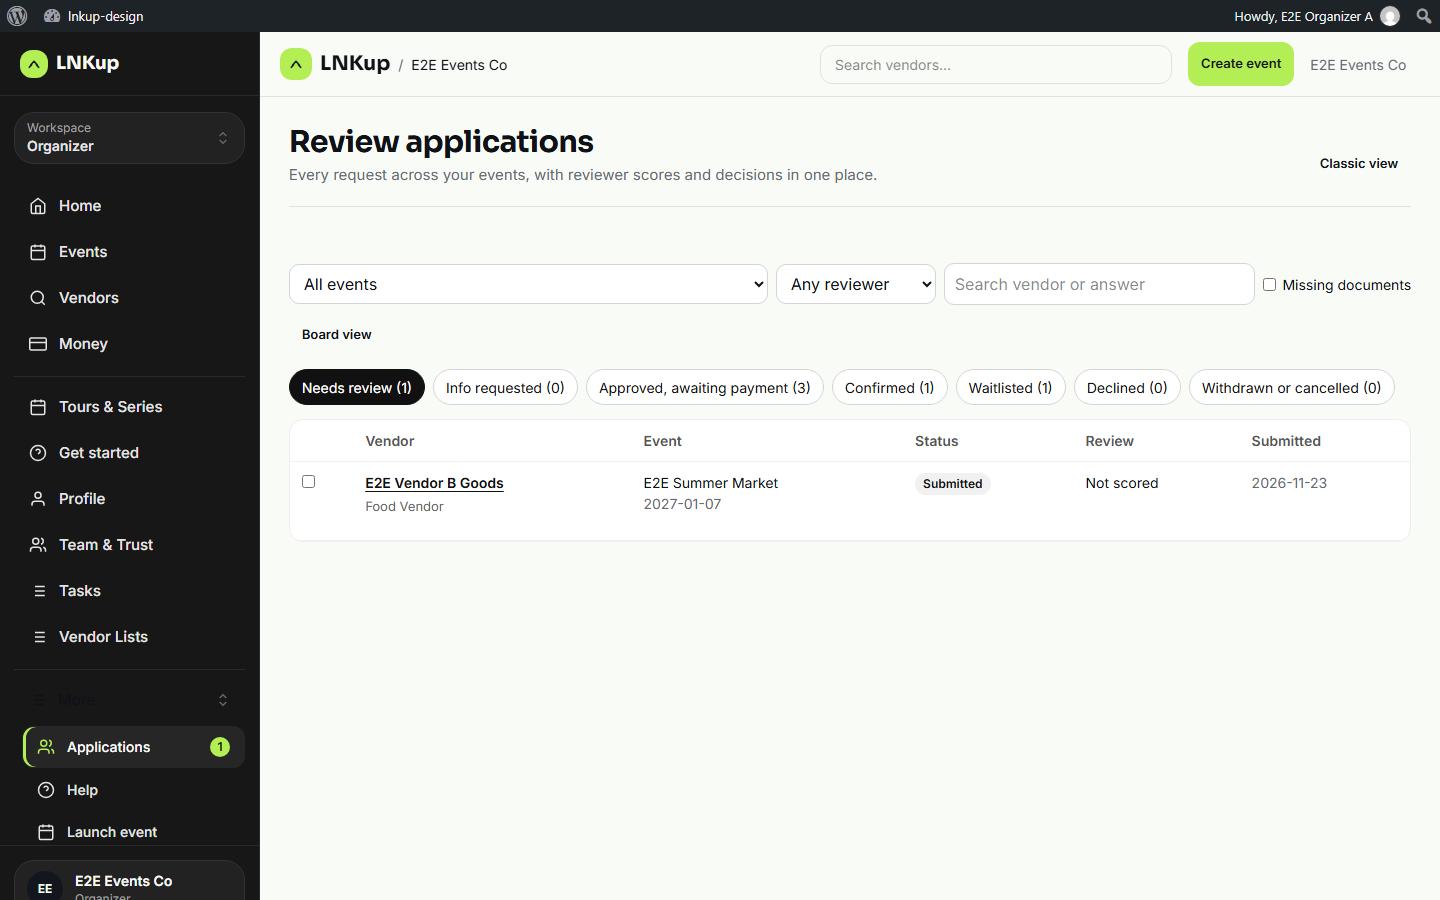 lnkup-design
Howdy, E2E Organizer A
LNKup
LNKup / E2E Events Co
Search vendors...
Create event
E2E Events Co
Workspace
Organizer
Home
Events
Vendors
Money
Tours & Series
Get started
Profile
Team & Trust
Tasks
Vendor Lists
More
Applications 1
Help
Launch event
EE
E2E Events Co
Organizer
Review applications
Every request across your events, with reviewer scores and decisions in one place.
Classic view
All events
Any reviewer
Search vendor or answer
Missing documents
Board view
Needs review (1)
Info requested (0)
Approved, awaiting payment (3)
Confirmed (1)
Waitlisted (1)
Declined (0)
Withdrawn or cancelled (0)
Vendor Event Status Review Submitted
E2E Vendor B Goods E2E Summer Market Submitted Not scored 2026-11-23
Food Vendor 2027-01-07